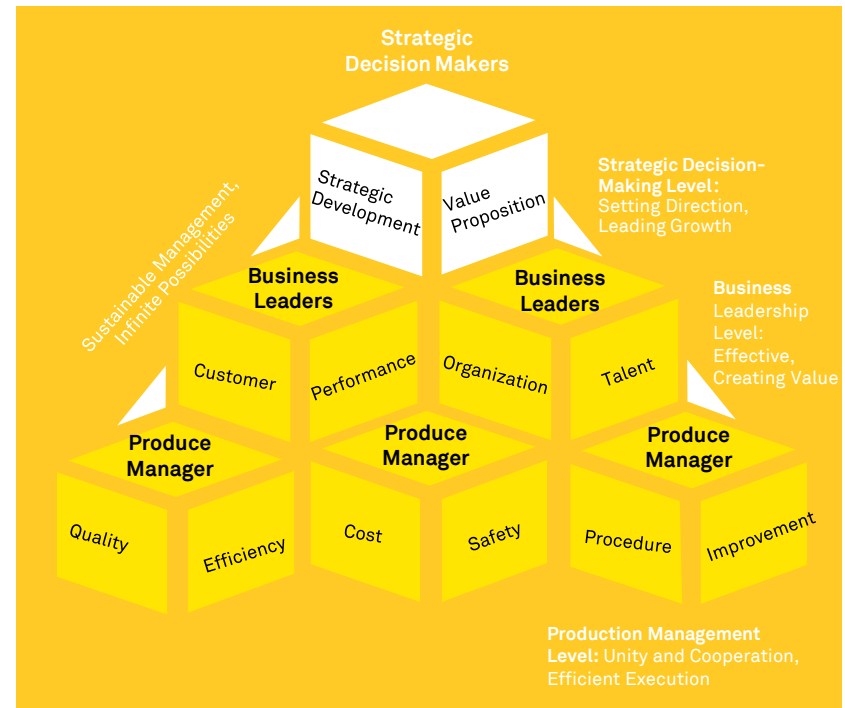 Strategic
Decision Makers
Strategic
Development
Value
Proposition
Strategic Decision-
Making Level:
Setting Direction,
Leading Growth
Sustainable Management,
Infinite Possibilities
Business
Leaders
Business
Leaders
Business
Leadership
Level:
Effective,
Creating Value
Customer
Performance
Organization
Talent
Produce
Manager
Produce
Manager
Produce
Manager
Quality
Efficiency
Cost
Safety
Procedure
Improvement
Production Management
Level: Unity and Cooperation,
Efficient Execution